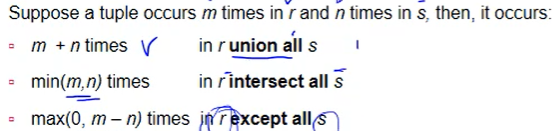 Suppose a tuple occurs m times in r and n times in s, then, it occurs:
▫ m + n times √ in r union all s
▫ min(m,n) times in r intersect all s
▫ max(0, m – n) times in r except all s